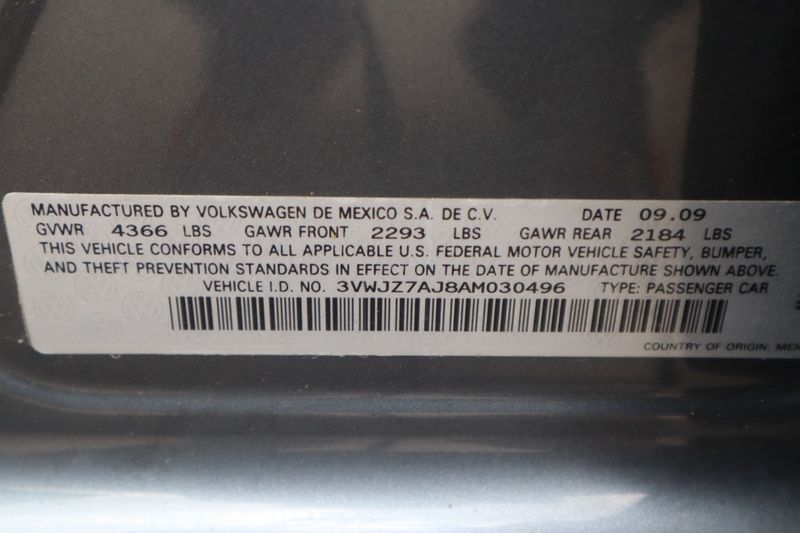 MANUFACTURED BY VOLKSWAGEN DE MEXICO S.A. DE C.V. DATE 09.09
GVWR 4366 LBS GAWR FRONT 2293 LBS GAWR REAR 2184 LBS
THIS VEHICLE CONFORMS TO ALL APPLICABLE U.S. FEDERAL MOTOR VEHICLE SAFETY, BUMPER,
AND THEFT PREVENTION STANDARDS IN EFFECT ON THE DATE OF MANUFACTURE SHOWN ABOVE.
VEHICLE I.D. NO. 3VWJZ7AJ8AM030496 TYPE: PASSENGER CAR
COUNTRY OF ORIGIN: